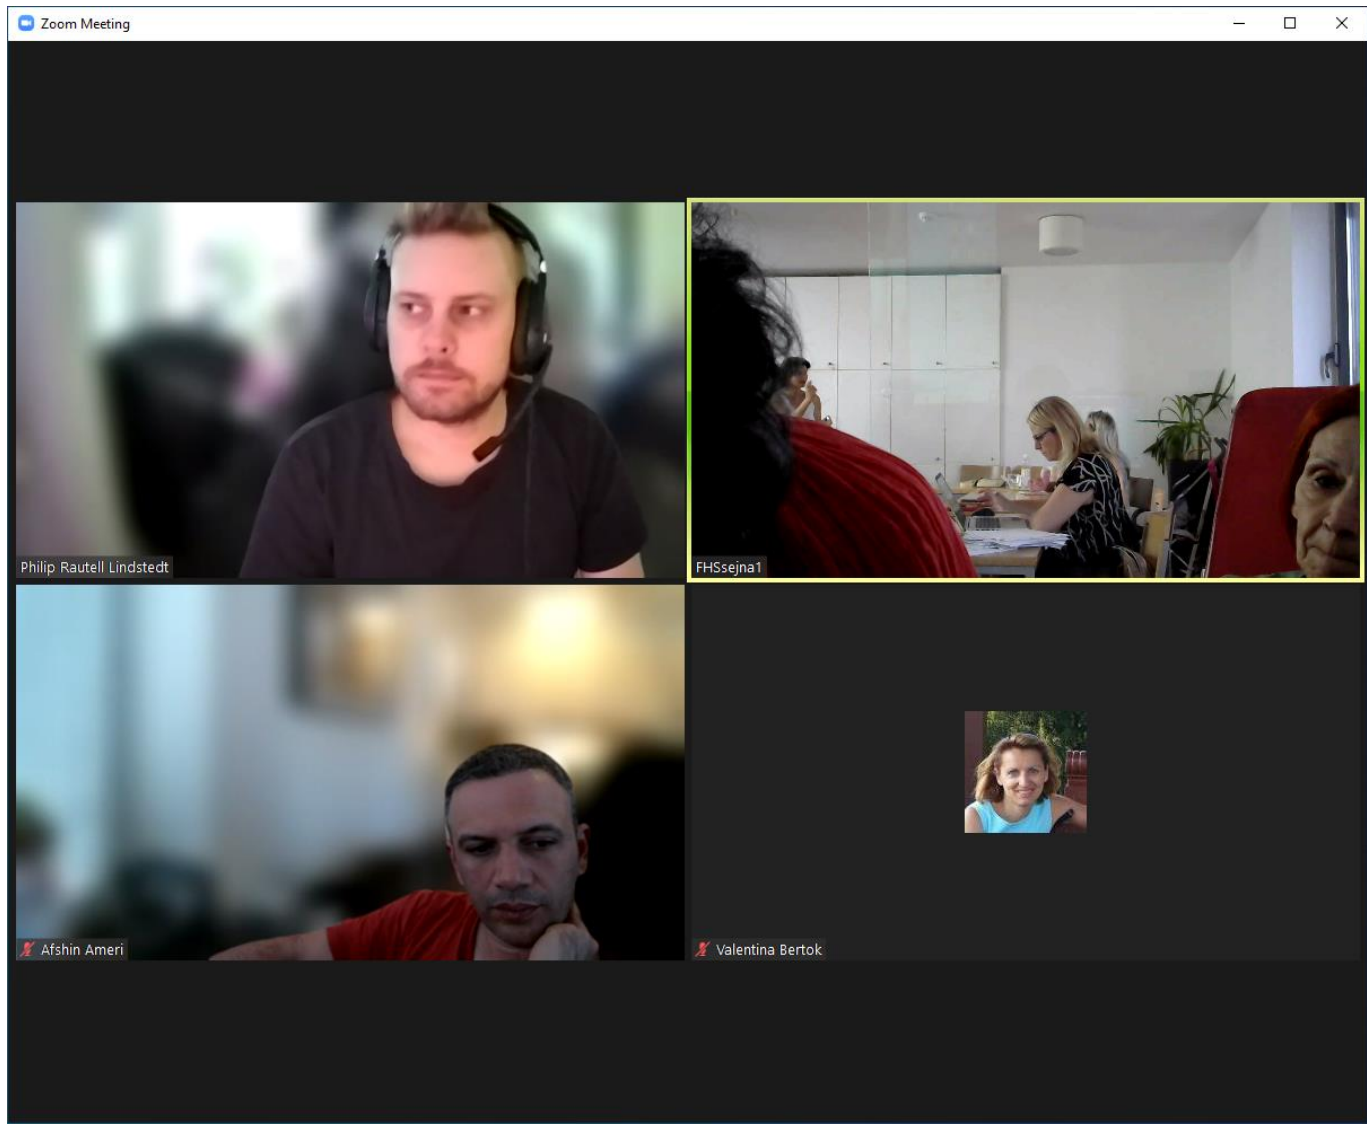 Zoom Meeting
Philip Rautell Lindstedt
FHSsejna1
Afshin Ameri
Valentina Bertok